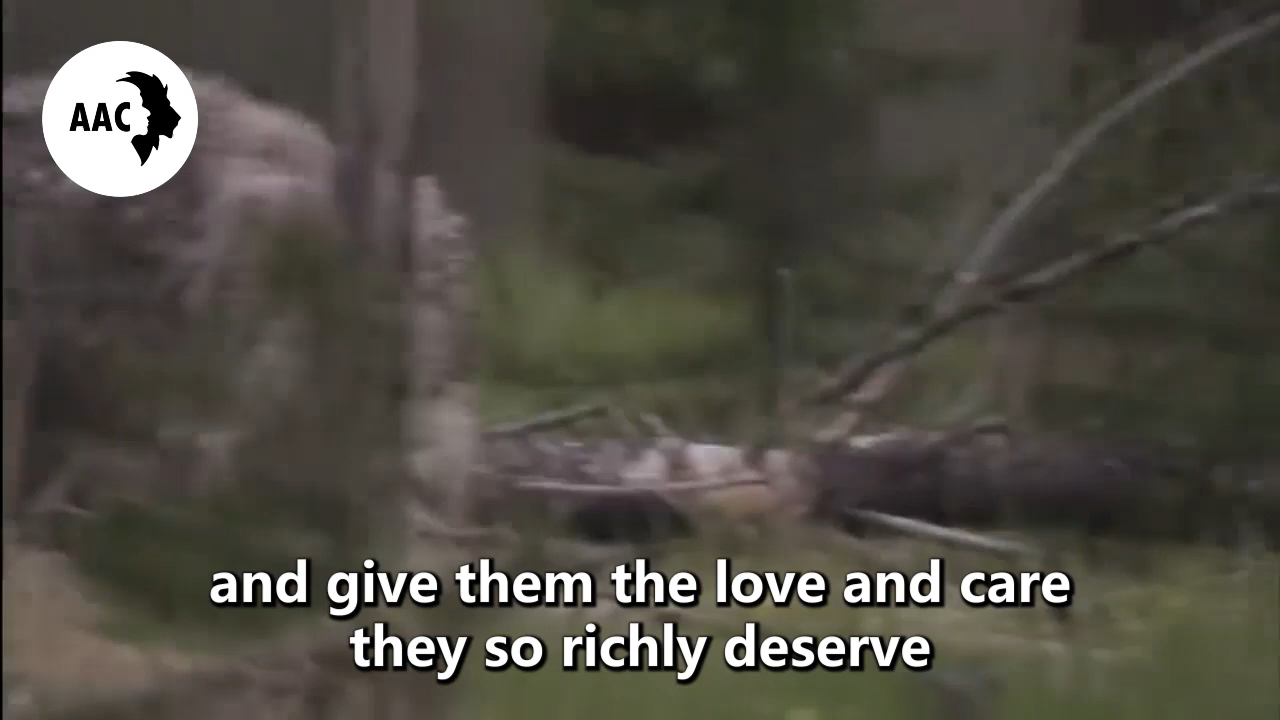 AAC
and give them the love and care
they so richly deserve